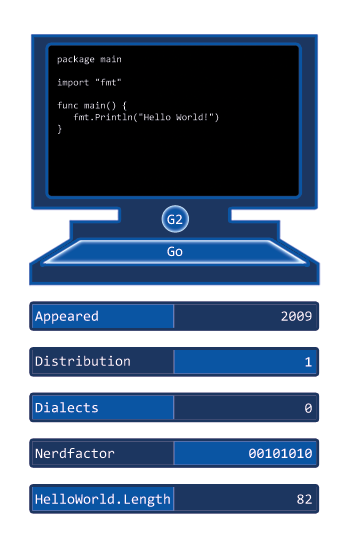 package main
import "fmt"
func main() {
   fmt.Println("Hello World!")
}
G2
Go
Appeared 2009
Distribution 1
Dialects 0
Nerdfactor 00101010
HelloWorld.Length 82